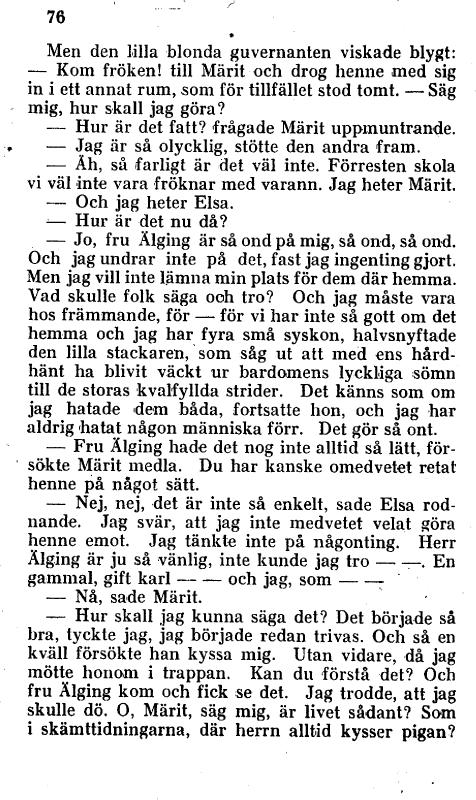 76
Men den lilla blonda guvernanten viskade blygt:
— Kom fröken! till Märit och drog henne med sig
in i ett annat rum, som för tillfället stod tomt. — Säg
mig, hur skall jag göra?
— Hur är det fatt? frågade Märit uppmuntrande.
— Jag är så olycklig, stötte den andra fram.
— Äh, så farligt är det väl inte. Förresten skola
vi väl inte vara fröknar med varann. Jag heter Märit.
— Och jag heter Elsa.
— Hur är det nu då?
— Jo, fru Älging är så ond på mig, så ond, så ond.
Och jag undrar inte på det, fast jag ingenting gjort.
Men jag vill inte lämna min plats för dem där hemma.
Vad skulle folk säga och tro? Och jag måste vara
hos främmande, för — för vi har inte så gott om det
hemma och jag har fyra små syskon, halvsnyftade
den lilla stackaren, som såg ut att med ens hård-
hänt ha blivit väckt ur barndomens lyckliga sömn
till de storas kvalfyllda strider. Det känns som om
jag hatade dem båda, fortsatte hon, och jag har
aldrig hatat någon människa förr. Det gör så ont.
— Fru Älging hade det nog inte alltid så lätt, för-
sökte Märit medla. Du har kanske omedvetet retat
henne på något sätt.
— Nej, nej, det är inte så enkelt, sade Elsa rod-
nande. Jag svär, att jag inte medvetet velat göra
henne emot. Jag tänkte inte på någonting. Herr
Älging är ju så vänlig, inte kunde jag tro — —. En
gammal, gift karl — — och jag, som — —
— Nå, sade Märit.
— Hur skall jag kunna säga det? Det började så
bra, tyckte jag, jag började redan trivas. Och så en
kväll försökte han kyssa mig. Utan vidare, då jag
mötte honom i trappan. Kan du förstå det? Och
fru Älging kom och fick se det. Jag trodde, att jag
skulle dö. O, Märit, säg mig, är livet sådant? Som
i skämttidningarna, där herrn alltid kysser pigan?